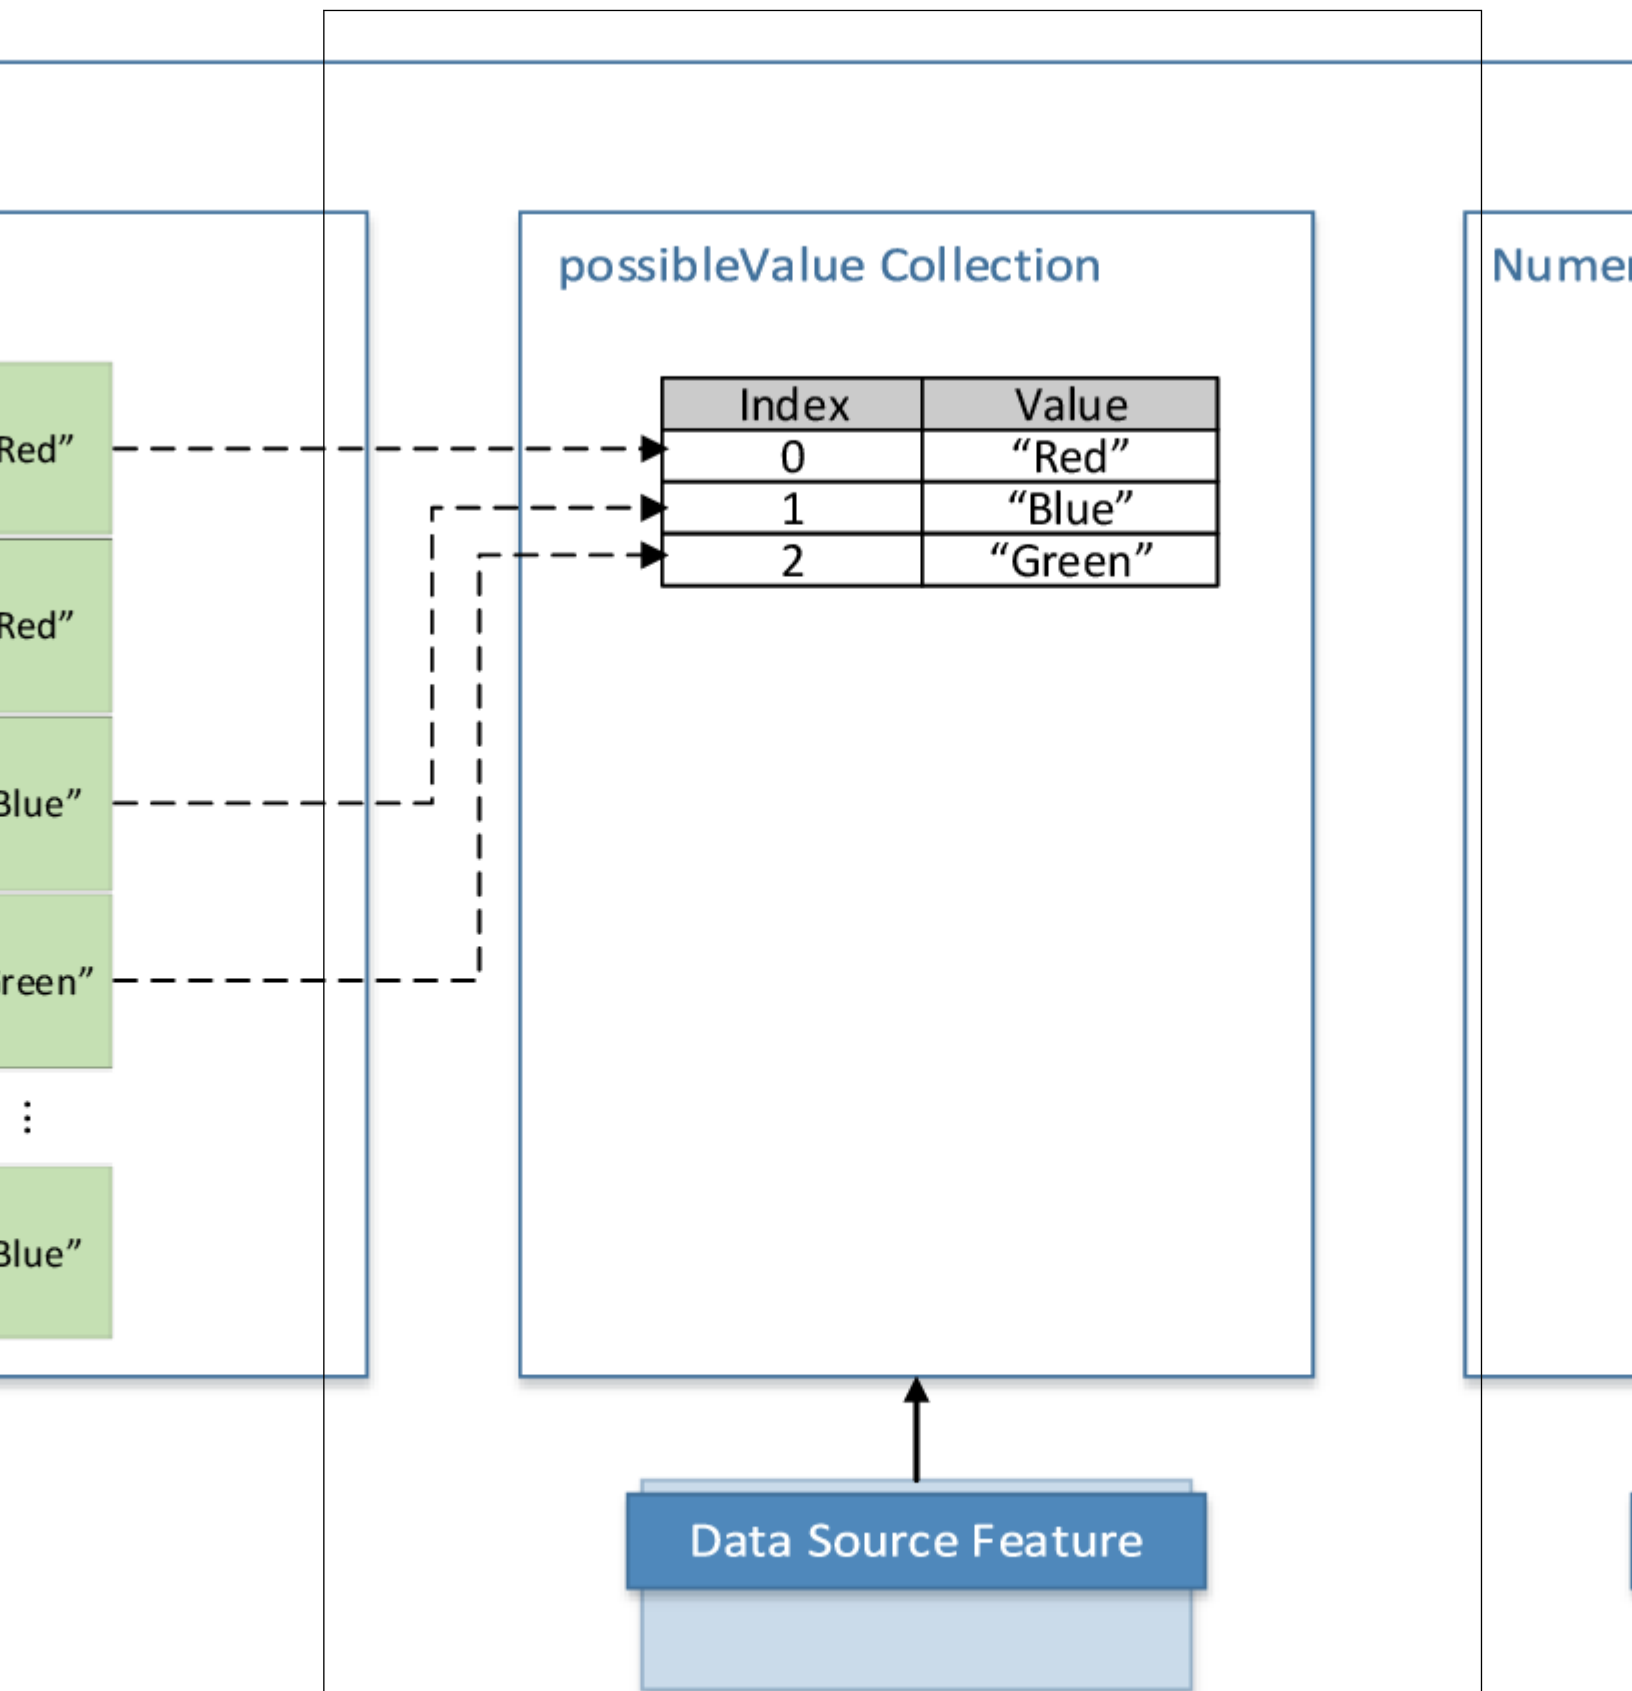 possibleValue Collection
Numer
Index Value
Red”
0 “Red”
1 “Blue”
2 “Green”
Red”
Blue”
reen”
⋮
Blue”
Data Source Feature